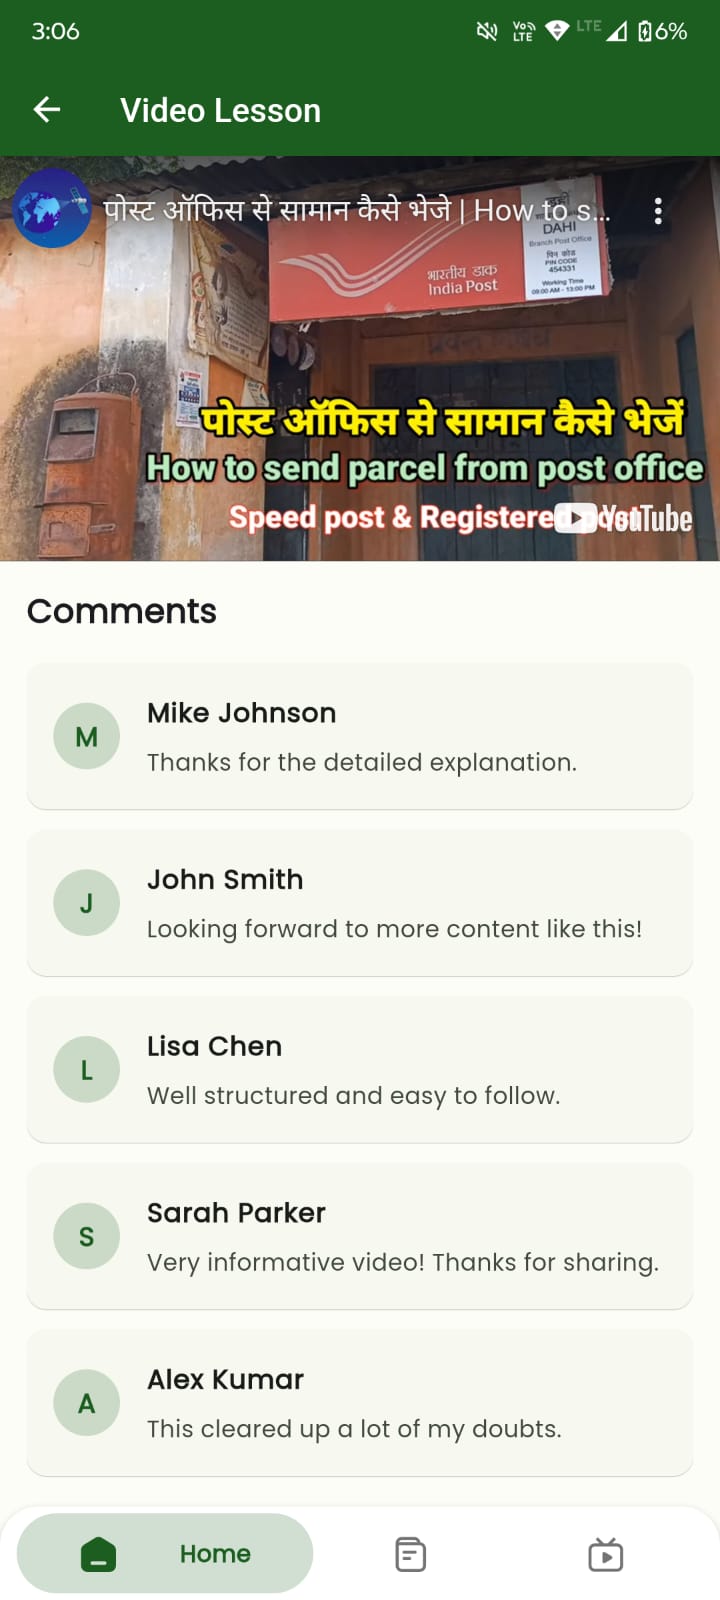 3:06
Vo LTE
LTE
6%
Video Lesson
पोस्ट ऑफिस से सामान कैसे भेजे | How to s...
DAHI
Branch Post Office
पिन कोड
PIN CODE
454331
Working Time
09:00 AM - 13:00 PM
भारतीय डाक
India Post
पोस्ट ऑफिस से सामान कैसे भेजें
How to send parcel from post office
Speed post & Registered post
YouTube
Comments
M
Mike Johnson
Thanks for the detailed explanation.
J
John Smith
Looking forward to more content like this!
L
Lisa Chen
Well structured and easy to follow.
S
Sarah Parker
Very informative video! Thanks for sharing.
A
Alex Kumar
This cleared up a lot of my doubts.
Home